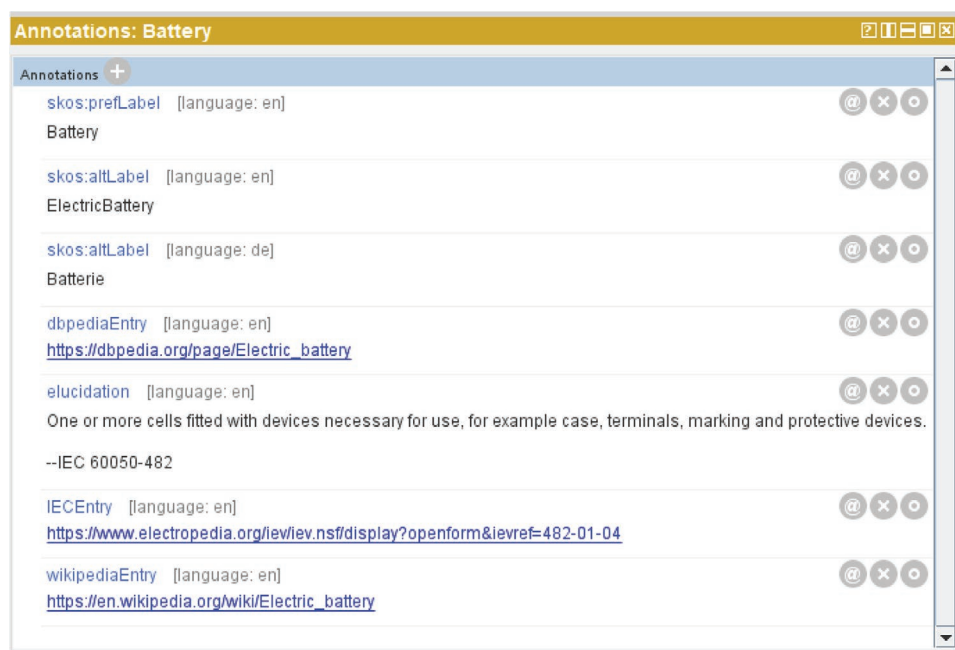 Annotations: Battery
Annotations
skos:prefLabel [language: en]
Battery
skos:altLabel [language: en]
ElectricBattery
skos:altLabel [language: de]
Batterie
dbpediaEntry [language: en]
https://dbpedia.org/page/Electric_battery
elucidation [language: en]
One or more cells fitted with devices necessary for use, for example case, terminals, marking and protective devices.
--IEC 60050-482
IECEntry [language: en]
https://www.electropedia.org/iev/iev.nsf/display?openform&ievref=482-01-04
wikipediaEntry [language: en]
https://en.wikipedia.org/wiki/Electric_battery